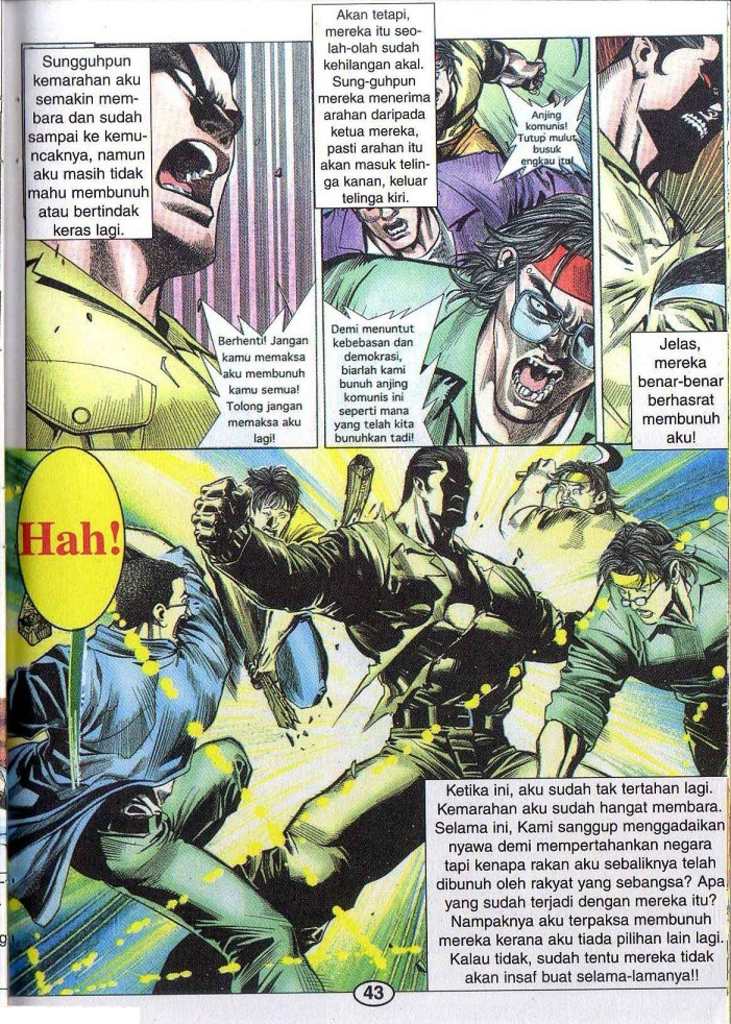 Sungguhpun
kemarahan aku
semakin mem-
bara dan sudah
sampai ke kemu-
ncaknya, namun
aku masih tidak
mahu membunuh
atau bertindak
keras lagi.
Berhenti! Jangan
kamu memaksa
aku membunuh
kamu semua!
Tolong jangan
memaksa aku
lagi!
Akan tetapi,
mereka itu seo-
lah-olah sudah
kehilangan akal.
Sung-guhpun
mereka menerima
arahan daripada
ketua mereka,
pasti arahan itu
akan masuk telin-
ga kanan, keluar
telinga kiri.
Anjing
komunis!
Tutup mulut
busuk
engkau itu!
Demi menuntut
kebebasan dan
demokrasi,
biarlah kami
bunuh anjing
komunis ini
seperti mana
yang telah kita
bunuhkan tadi!
Jelas,
mereka
benar-benar
berhasrat
membunuh
aku!
Hah!
Ketika ini, aku sudah tak tertahan lagi.
Kemarahan aku sudah hangat membara.
Selama ini, Kami sanggup menggadaikan
nyawa demi mempertahankan negara
tapi kenapa rakan aku sebaliknya telah
dibunuh oleh rakyat yang sebangsa? Apa
yang sudah terjadi dengan mereka itu?
Nampaknya aku terpaksa membunuh
mereka kerana aku tiada pilihan lain lagi.
Kalau tidak, sudah tentu mereka tidak
akan insaf buat selama-lamanya!!
43